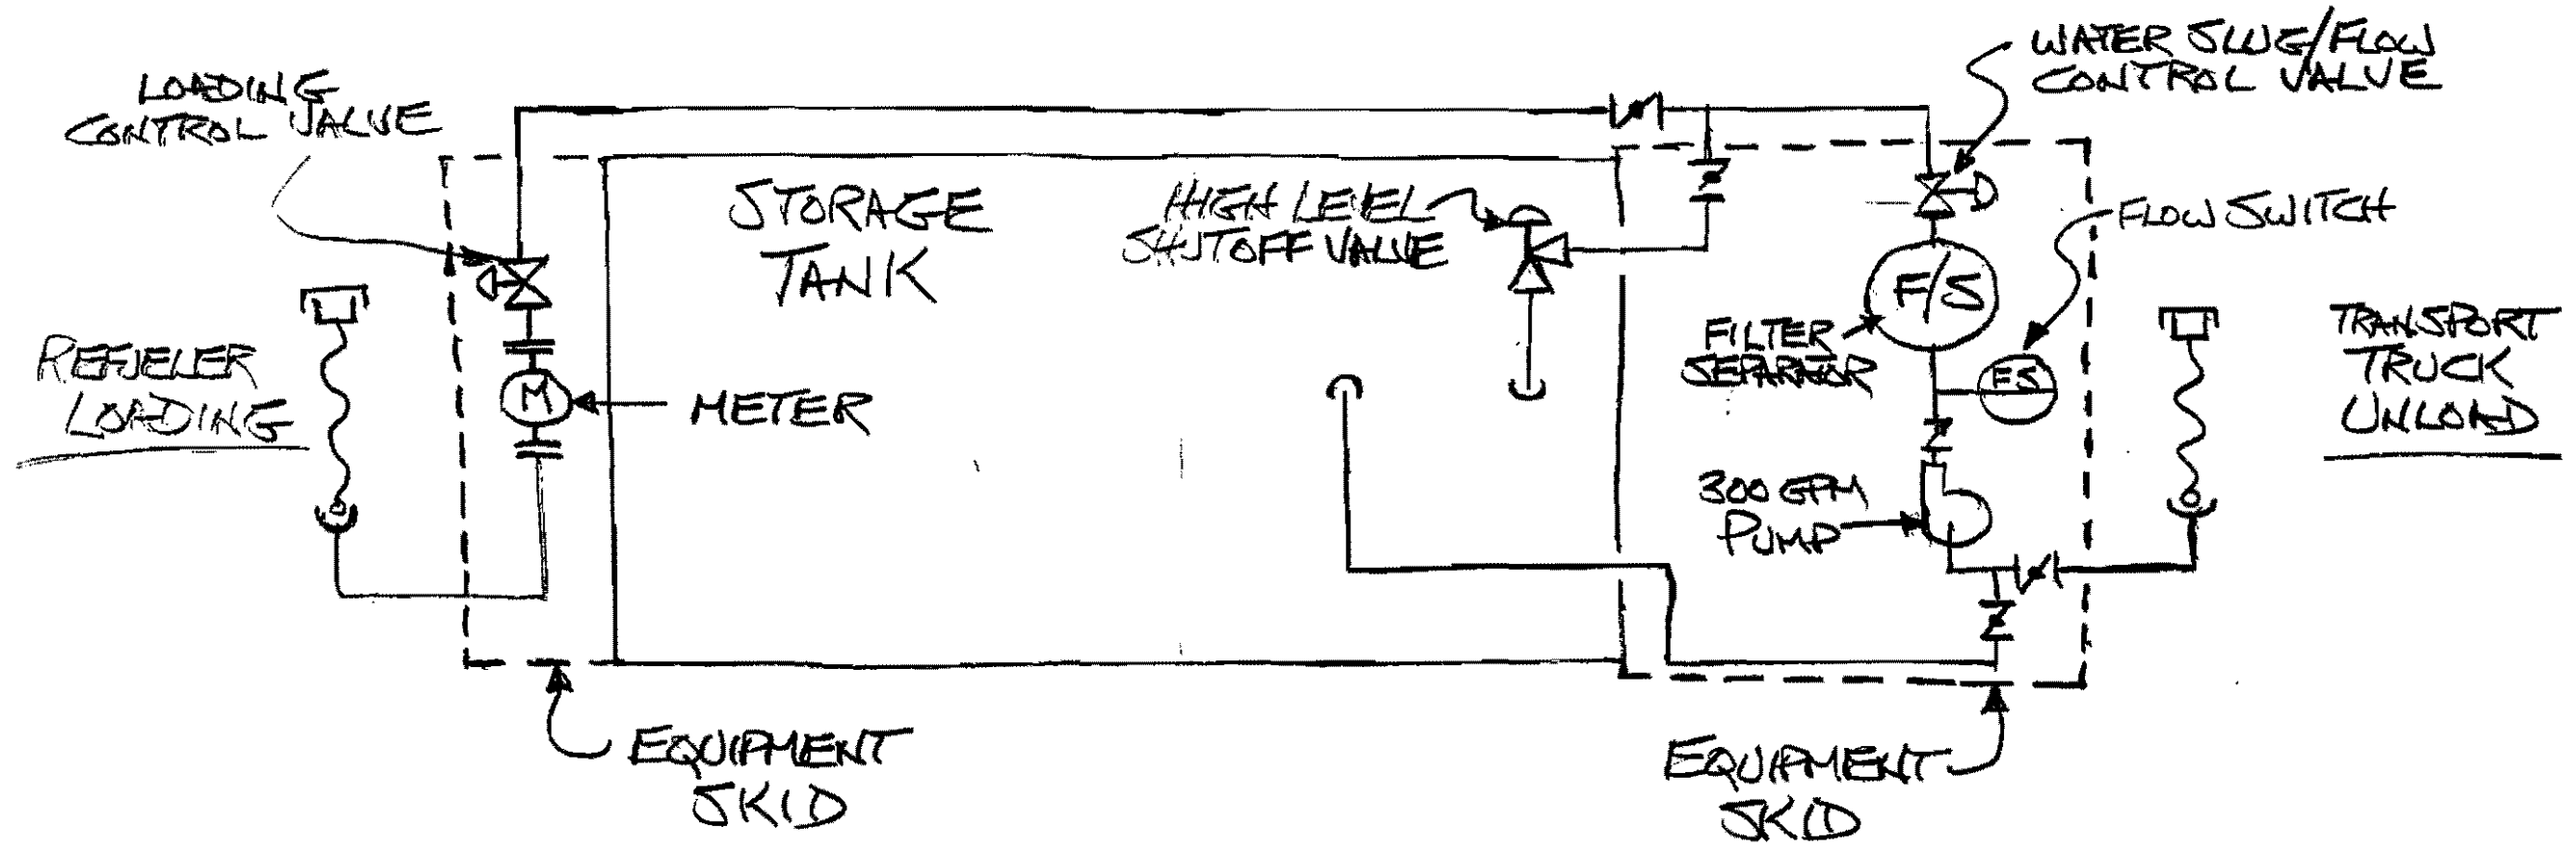 WATER SLUG/FLOW
CONTROL VALVE
LOADING
CONTROL VALVE
STORAGE
TANK
HIGH LEVEL
SHUTOFF VALVE
FLOW SWITCH
F/S
FILTER
SEPARATOR
FS
TRANSPORT
TRUCK
UNLOAD
REFUELER
LOADING
M
METER
300 GPM
PUMP
EQUIPMENT
SKID
EQUIPMENT
SKID